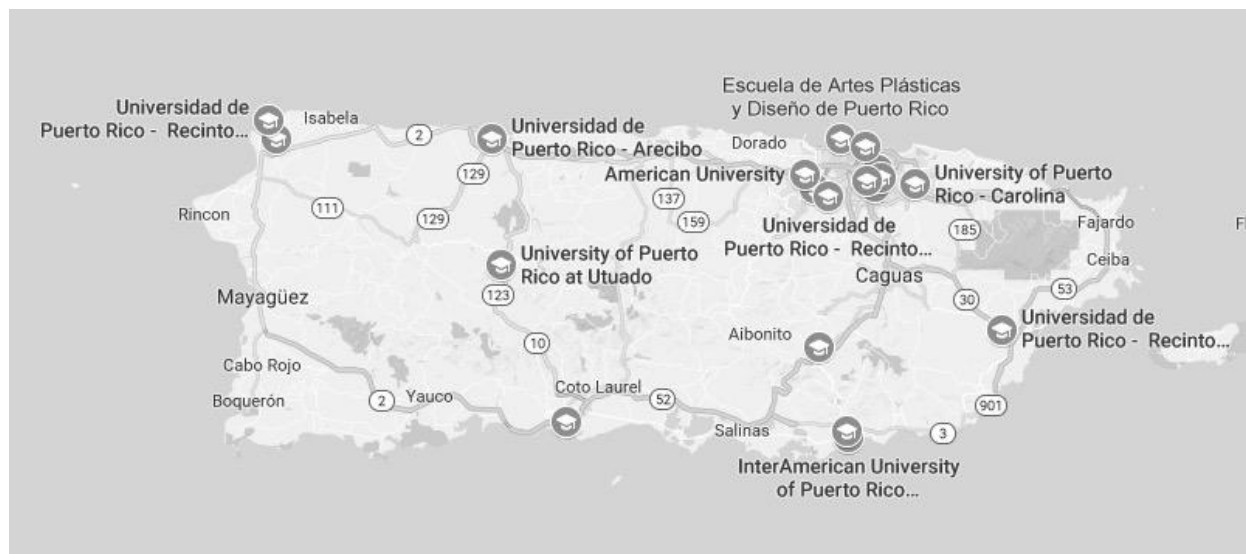 Escuela de Artes Plásticas
y Diseño de Puerto Rico
Universidad de
Puerto Rico - Recinto...
Isabela
2
Universidad de
Puerto Rico - Arecibo
Dorado
129
American University
University of Puerto
Rico - Carolina
137
111
129
159
Rincon
185
Fajardo
Universidad de
Puerto Rico - Recinto...
University of Puerto
Rico at Utuado
Ceiba
Caguas
123
Mayagüez
30
53
Universidad de
Puerto Rico - Recinto...
Aibonito
10
Cabo Rojo
Coto Laurel
Boquerón
2
Yauco
52
901
Salinas
3
InterAmerican University
of Puerto Rico...